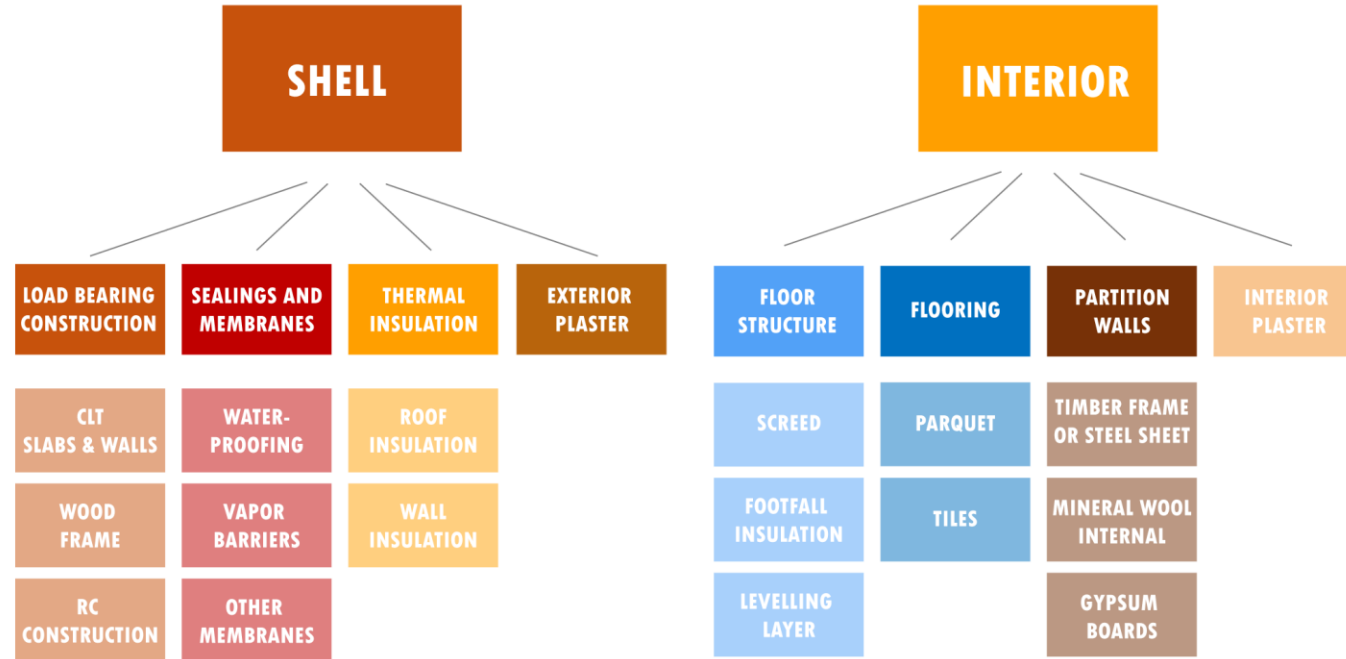 SHELL
INTERIOR
LOAD BEARING
CONSTRUCTION
SEALINGS AND
MEMBRANES
THERMAL
INSULATION
EXTERIOR
PLASTER
FLOOR
STRUCTURE
FLOORING
PARTITION
WALLS
INTERIOR
PLASTER
CLT
SLABS & WALLS
WATER-
PROOFING
ROOF
INSULATION
SCREED
PARQUET
TIMBER FRAME
OR STEEL SHEET
WOOD
FRAME
VAPOR
BARRIERS
WALL
INSULATION
FOOTFALL
INSULATION
TILES
MINERAL WOOL
INTERNAL
RC
CONSTRUCTION
OTHER
MEMBRANES
LEVELLING
LAYER
GYPSUM
BOARDS